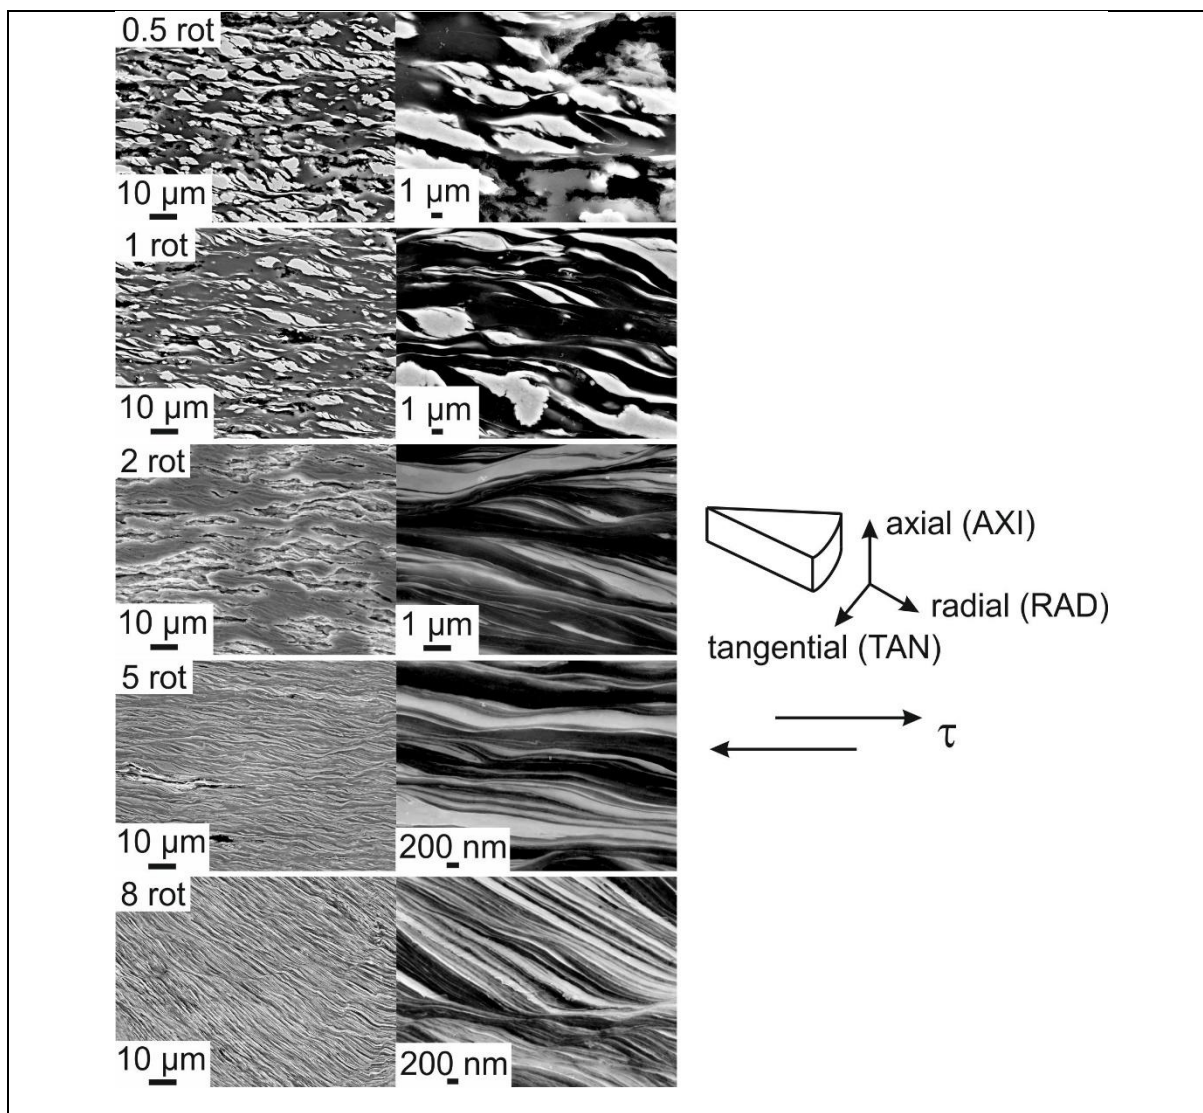 0.5 rot
10 µm
1 µm
1 rot
10 µm
1 µm
2 rot
10 µm
1 µm
axial (AXI)
radial (RAD)
tangential (TAN)
5 rot
τ
10 µm
200 nm
8 rot
10 µm
200 nm